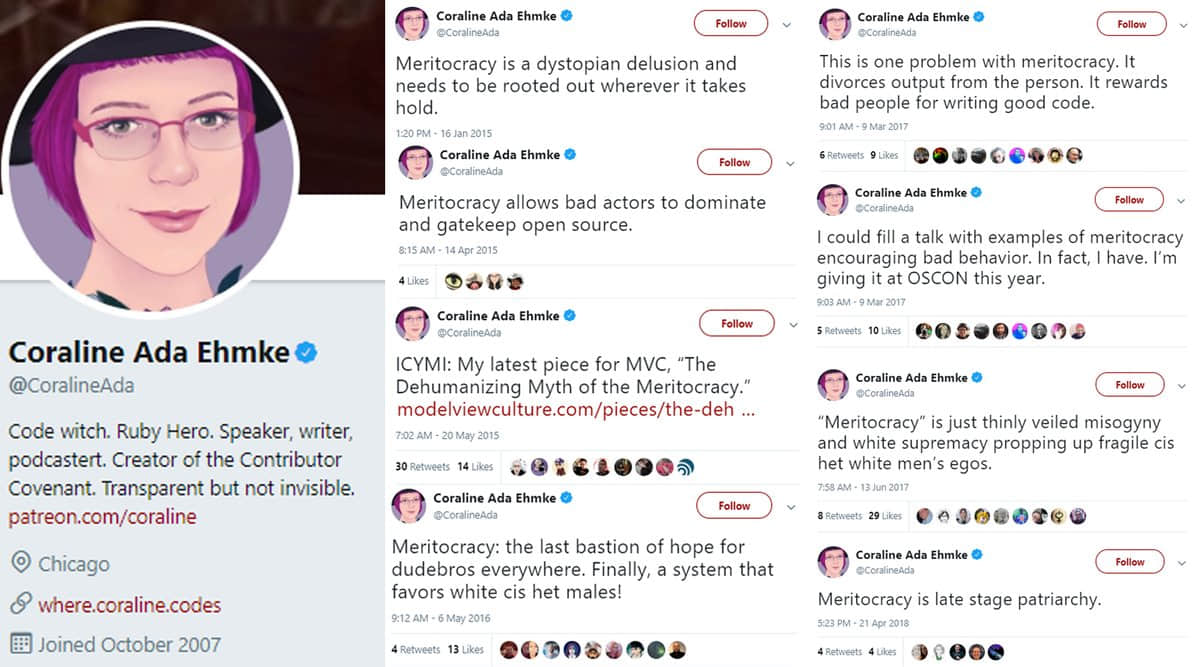 Coraline Ada Ehmke
@CoralineAda
Code witch. Ruby Hero. Speaker, writer,
podcastert. Creator of the Contributor
Covenant. Transparent but not invisible.
patreon.com/coraline
Chicago
where.coraline.codes
Joined October 2007
Coraline Ada Ehmke
@CoralineAda
Follow
Meritocracy is a dystopian delusion and
needs to be rooted out wherever it takes
hold.
1:20 PM - 16 Jan 2015
Coraline Ada Ehmke
@CoralineAda
Follow
Meritocracy allows bad actors to dominate
and gatekeep open source.
8:15 AM - 14 Apr 2015
4 Likes
Coraline Ada Ehmke
@CoralineAda
Follow
ICYMI: My latest piece for MVC, “The
Dehumanizing Myth of the Meritocracy.”
modelviewculture.com/pieces/the-deh ...
7:02 AM - 20 May 2015
30 Retweets 14 Likes
Coraline Ada Ehmke
@CoralineAda
Follow
Meritocracy: the last bastion of hope for
dudebros everywhere. Finally, a system that
favors white cis het males!
9:12 AM - 6 May 2016
4 Retweets 13 Likes
Coraline Ada Ehmke
@CoralineAda
Follow
This is one problem with meritocracy. It
divorces output from the person. It rewards
bad people for writing good code.
9:01 AM - 9 Mar 2017
6 Retweets 9 Likes
Coraline Ada Ehmke
@CoralineAda
Follow
I could fill a talk with examples of meritocracy
encouraging bad behavior. In fact, I have. I’m
giving it at OSCON this year.
9:03 AM - 9 Mar 2017
5 Retweets 10 Likes
Coraline Ada Ehmke
@CoralineAda
Follow
“Meritocracy” is just thinly veiled misogyny
and white supremacy propping up fragile cis
het white men’s egos.
7:58 AM - 13 Jun 2017
8 Retweets 29 Likes
Coraline Ada Ehmke
@CoralineAda
Follow
Meritocracy is late stage patriarchy.
5:23 PM - 21 Apr 2018
4 Retweets 4 Likes